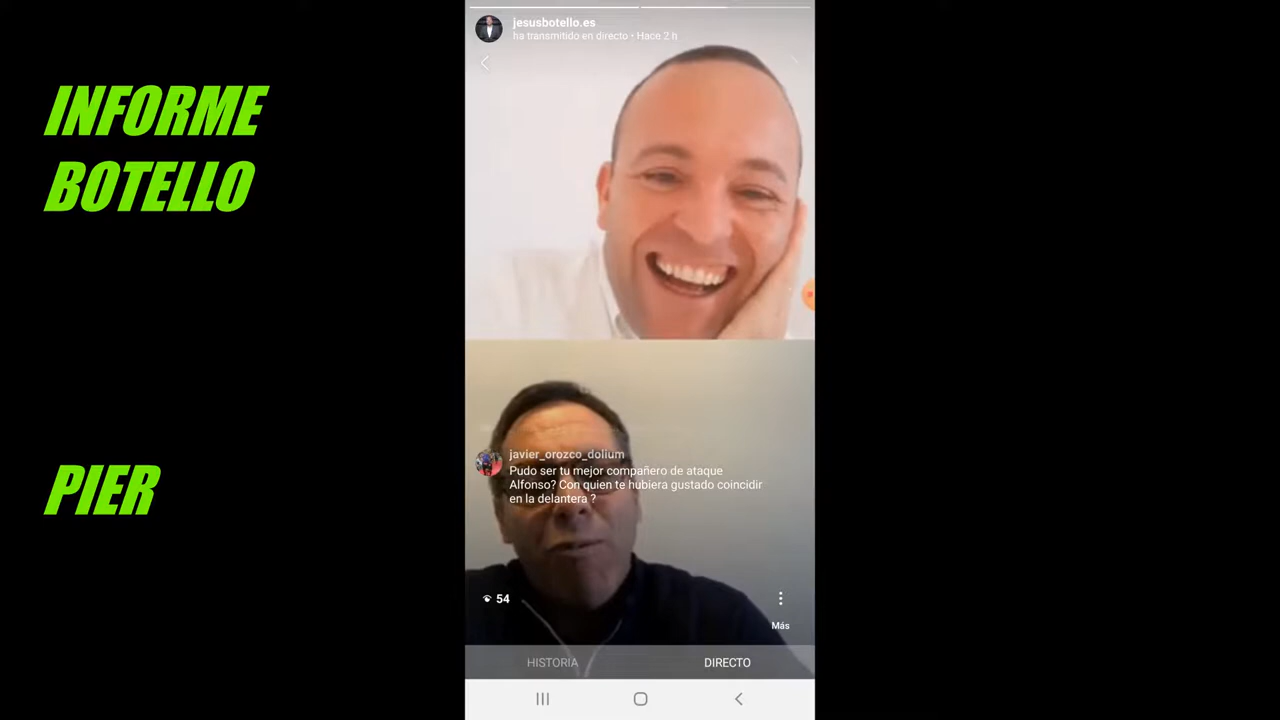 INFORME
BOTELLO
PIER
jesusbotello.es
ha transmitido en directo • Hace 2 h
javier_orozco_dolium
Pudo ser tu mejor compañero de ataque
Alfonso? Con quien te hubiera gustado coincidir
en la delantera ?
54
Más
HISTORIA
DIRECTO